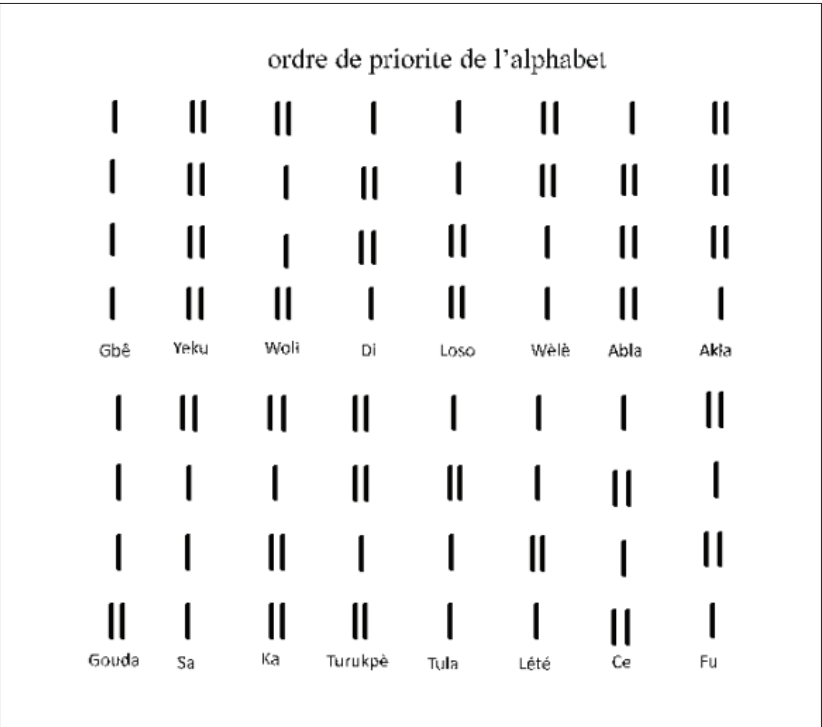 ordre de priorite de l'alphabet
Gbê Yeku Woli Di Loso Wèlè Abla Akla
Gouda Sa Ka Turukpè Tula Lété Ce Fu